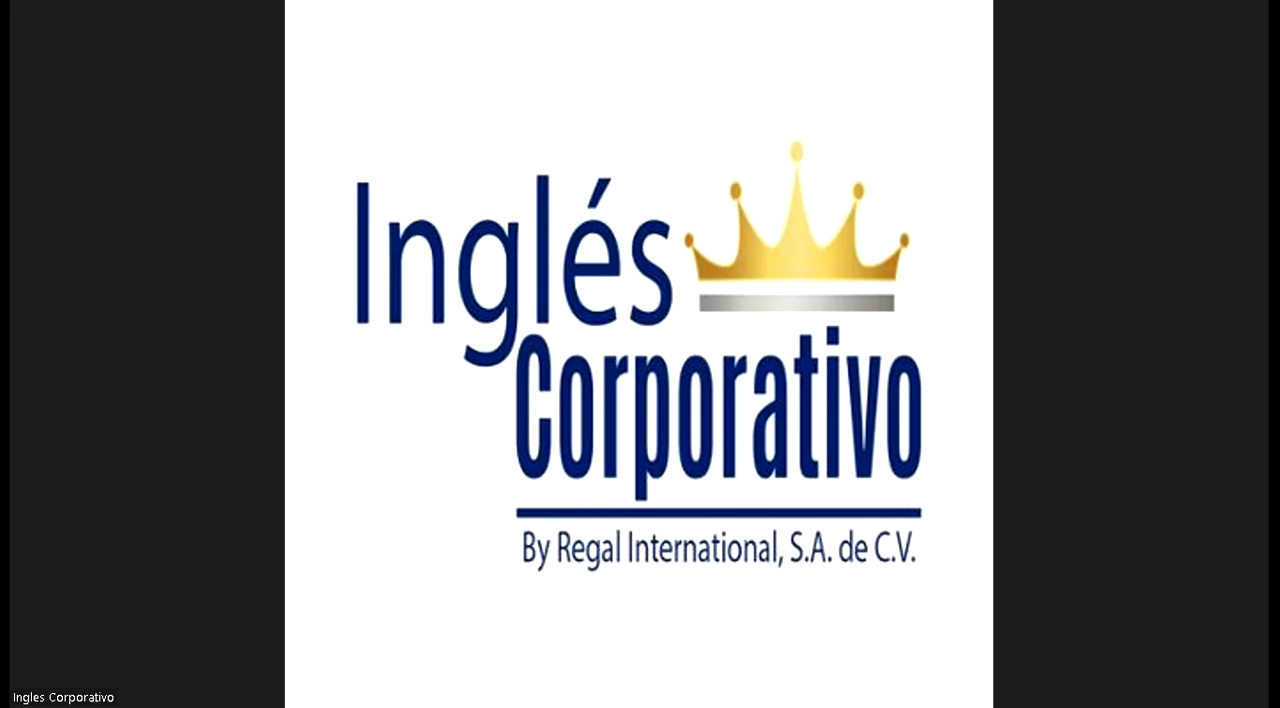 Inglés
Corporativo
By Regal International, S.A. de C.V.
Ingles Corporativo